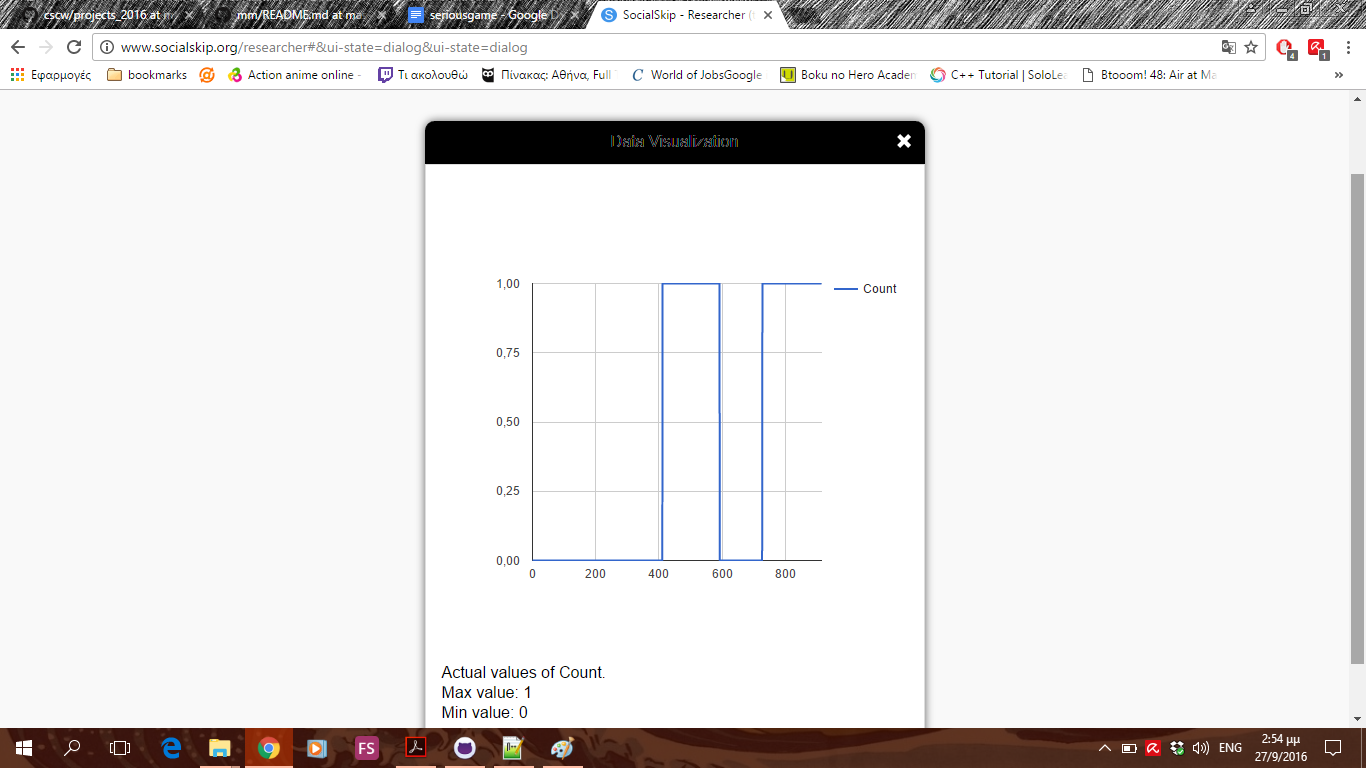 cscw/projects_2016 at m
mm/README.md at ma
seriousgame - Google D
SocialSkip - Researcher (
www.socialskip.org/researcher#&ui-state=dialog&ui-state=dialog
4
1
Εφαρμογές
bookmarks
Action anime online -
Τι ακολουθώ
Πίνακας: Αθήνα, Full
World of JobsGoogle
Boku no Hero Academ
C++ Tutorial | SoloLea
Btooom! 48: Air at Ma
»
Data Visualization
1,00
Count
0,75
0,50
0,25
0,00
0 200 400 600 800
Actual values of Count.
Max value: 1
Min value: 0
FS
ENG
2:54 μμ
27/9/2016